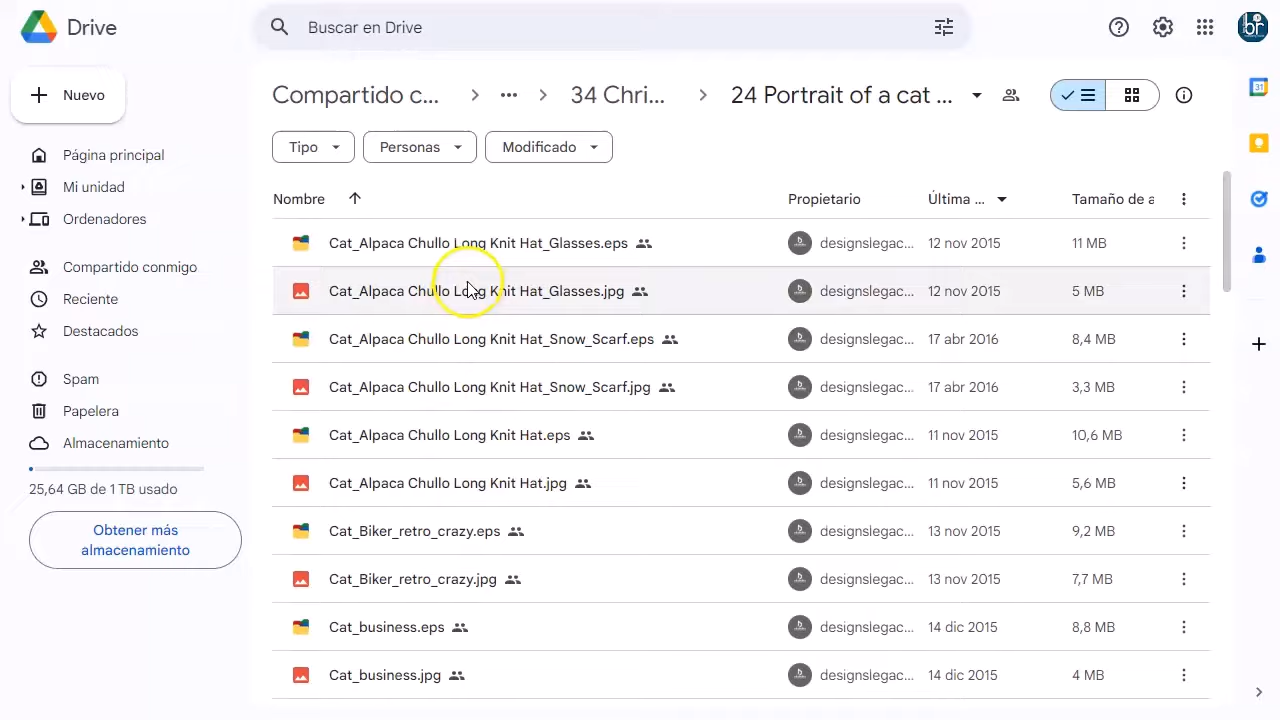 Drive
Buscar en Drive
Nuevo
Compartido c... ... 34 Chri... 24 Portrait of a cat ...
Tipo Personas Modificado
Página principal
Mi unidad
Ordenadores
Compartido conmigo
Reciente
Destacados
Spam
Papelera
Almacenamiento
25,64 GB de 1 TB usado
Obtener más
almacenamiento
Nombre Propietario Última ... Tamaño de a
Cat_Alpaca Chullo Long Knit Hat_Glasses.eps designslegac... 12 nov 2015 11 MB
Cat_Alpaca Chullo Long Knit Hat_Glasses.jpg designslegac... 12 nov 2015 5 MB
Cat_Alpaca Chullo Long Knit Hat_Snow_Scarf.eps designslegac... 17 abr 2016 8,4 MB
Cat_Alpaca Chullo Long Knit Hat_Snow_Scarf.jpg designslegac... 17 abr 2016 3,3 MB
Cat_Alpaca Chullo Long Knit Hat.eps designslegac... 11 nov 2015 10,6 MB
Cat_Alpaca Chullo Long Knit Hat.jpg designslegac... 11 nov 2015 5,6 MB
Cat_Biker_retro_crazy.eps designslegac... 13 nov 2015 9,2 MB
Cat_Biker_retro_crazy.jpg designslegac... 13 nov 2015 7,7 MB
Cat_business.eps designslegac... 14 dic 2015 8,8 MB
Cat_business.jpg designslegac... 14 dic 2015 4 MB
br
31